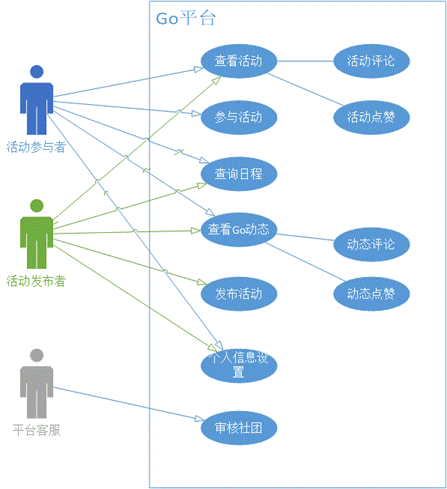 Go平台
查看活动
活动评论
参与活动
活动点赞
活动参与者
查询日程
查看Go动态
动态评论
活动发布者
发布活动
动态点赞
个人信息设
置
平台客服
审核社团